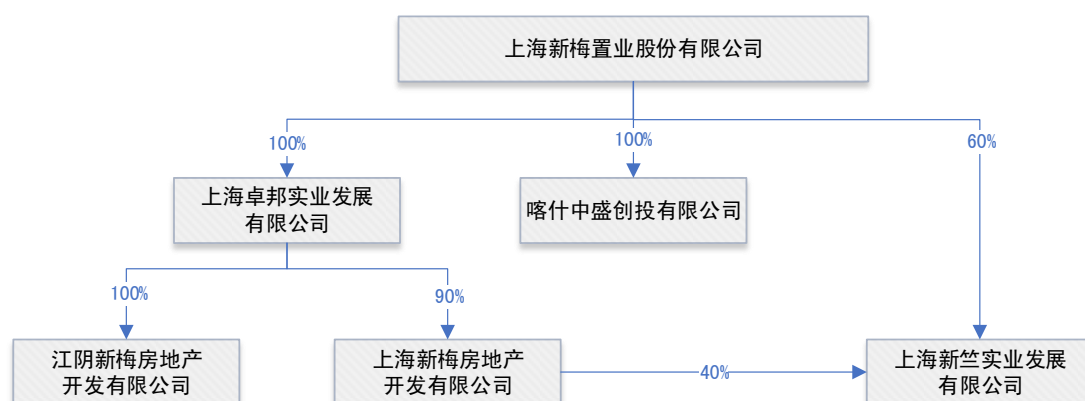 上海新梅置业股份有限公司
100%
100%
60%
上海卓邦实业发展
有限公司
喀什中盛创投有限公司
100%
90%
江阴新梅房地产
开发有限公司
上海新梅房地产
开发有限公司
40%
上海新竺实业发展
有限公司